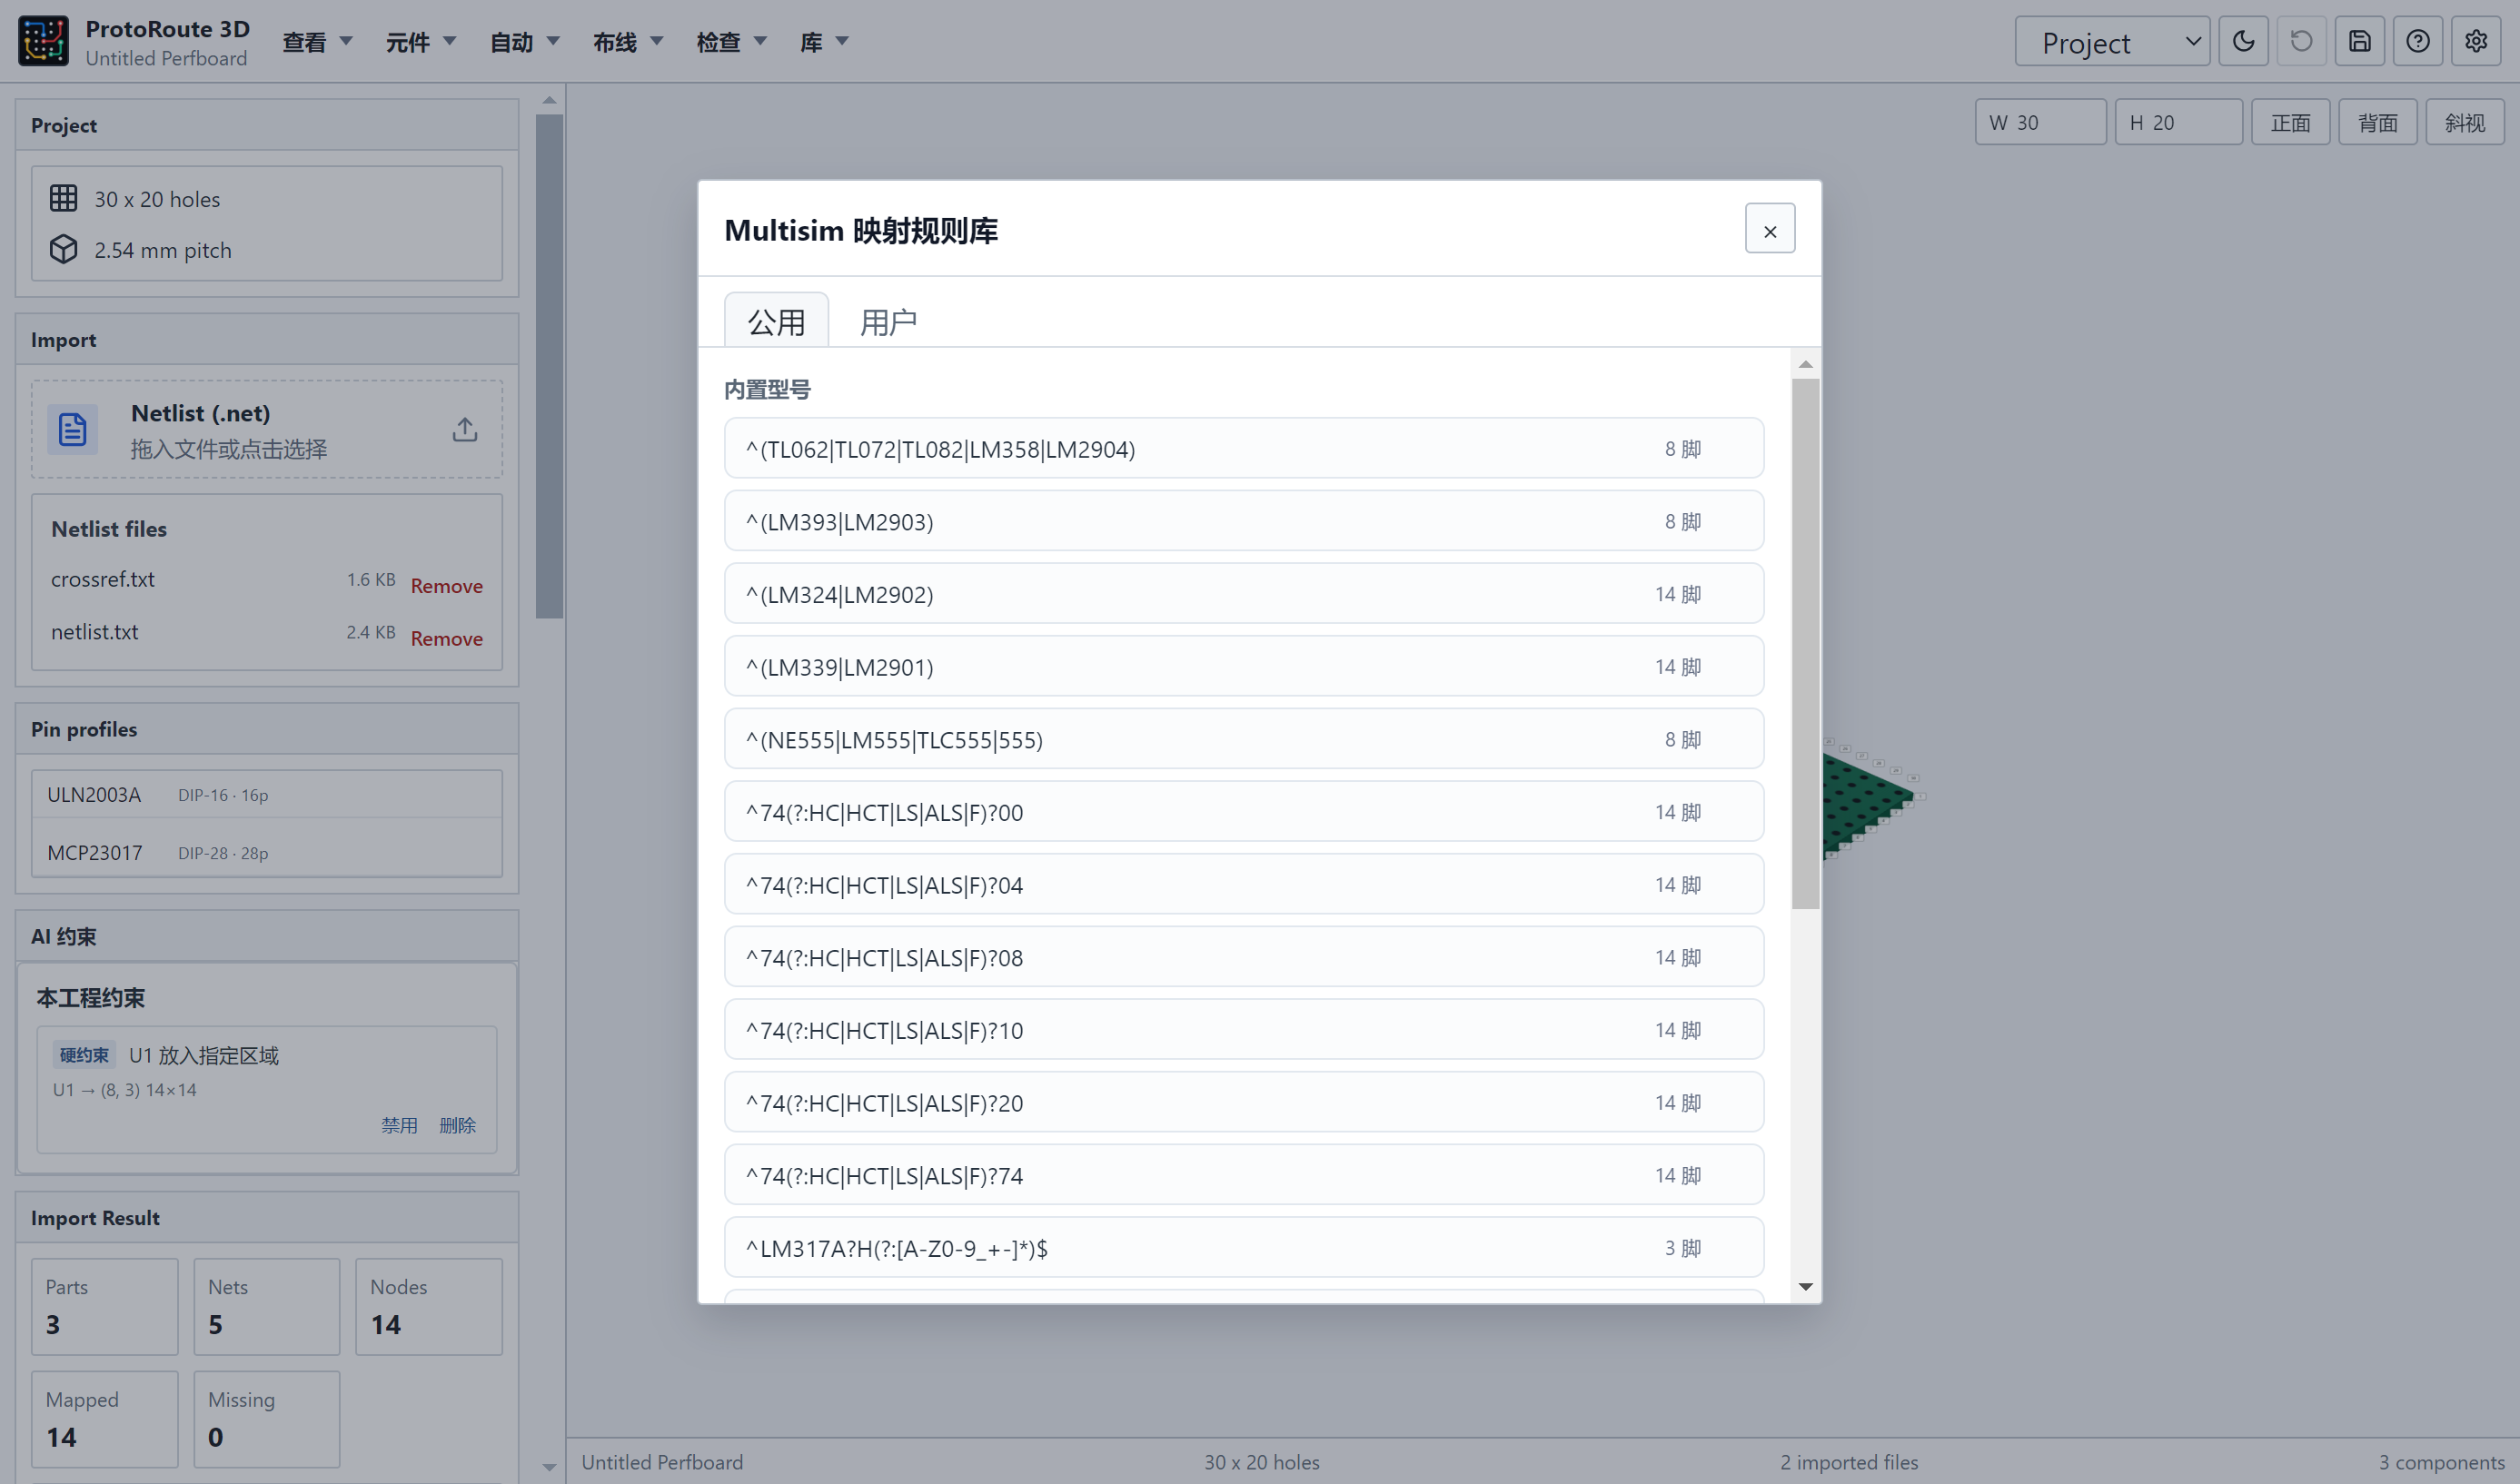 ProtoRoute 3D
Untitled Perfboard
查看
元件
自动
布线
检查
库
Project
Project
30 x 20 holes
2.54 mm pitch
Import
Netlist (.net)
拖入文件或点击选择
Netlist files
crossref.txt 1.6 KB Remove
netlist.txt 2.4 KB Remove
Pin profiles
ULN2003A DIP-16 · 16p
MCP23017 DIP-28 · 28p
AI 约束
本工程约束
硬约束 U1 放入指定区域
U1 → (8, 3) 14×14
禁用 删除
Import Result
Parts
3
Nets
5
Nodes
14
Mapped
14
Missing
0
W 30
H 20
正面
背面
斜视
Multisim 映射规则库
×
公用
用户
内置型号
^(TL062|TL072|TL082|LM358|LM2904) 8 脚
^(LM393|LM2903) 8 脚
^(LM324|LM2902) 14 脚
^(LM339|LM2901) 14 脚
^(NE555|LM555|TLC555|555) 8 脚
^74(?:HC|HCT|LS|ALS|F)?00 14 脚
^74(?:HC|HCT|LS|ALS|F)?04 14 脚
^74(?:HC|HCT|LS|ALS|F)?08 14 脚
^74(?:HC|HCT|LS|ALS|F)?10 14 脚
^74(?:HC|HCT|LS|ALS|F)?20 14 脚
^74(?:HC|HCT|LS|ALS|F)?74 14 脚
^LM317A?H(?:[A-Z0-9_+-]*)$ 3 脚
Untitled Perfboard
30 x 20 holes
2 imported files
3 components